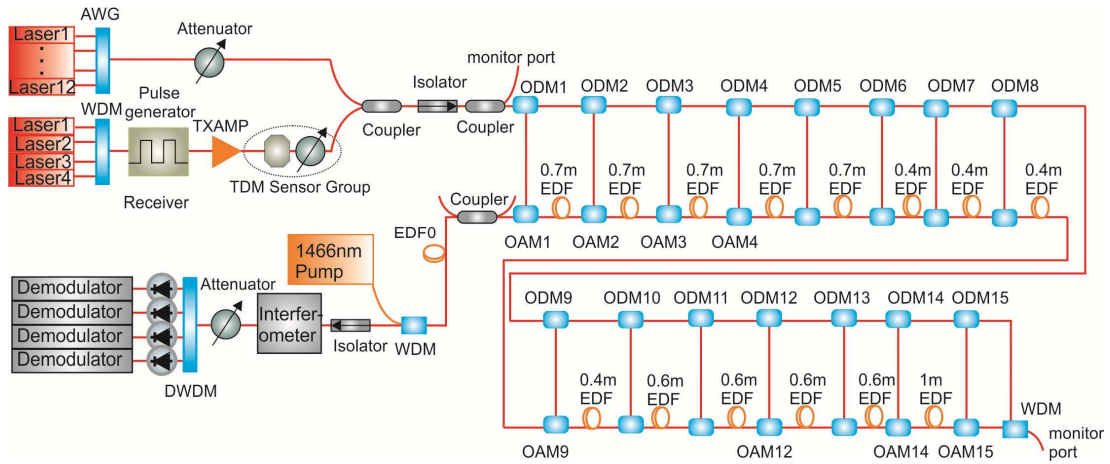 AWG
Laser1
Laser12
Attenuator
monitor port
Isolator
Coupler
Coupler
WDM
Laser1
Laser2
Laser3
Laser4
Pulse
generator
TXAMP
TDM Sensor Group
Receiver
ODM1
ODM2
ODM3
ODM4
ODM5
ODM6
ODM7
ODM8
0.7m
EDF
0.7m
EDF
0.7m
EDF
0.7m
EDF
0.7m
EDF
0.4m
EDF
0.4m
EDF
0.4m
EDF
Coupler
OAM1
OAM2
OAM3
OAM4
EDF0
1466nm
Pump
Demodulator
Demodulator
Demodulator
Demodulator
DWDM
Attenuator
Interfer-
ometer
Isolator
WDM
ODM9
ODM10
ODM11
ODM12
ODM13
ODM14
ODM15
0.4m
EDF
0.6m
EDF
0.6m
EDF
0.6m
EDF
0.6m
EDF
1m
EDF
WDM
monitor
port
OAM9
OAM12
OAM14
OAM15